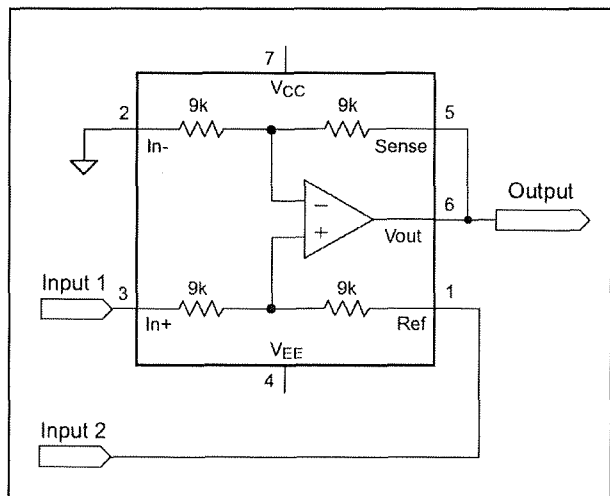 7
VCC
2
9k
9k
5
In-
Sense
−
Output
6
+
Vout
Input 1
3
9k
9k
1
In+
Ref
VEE
4
Input 2